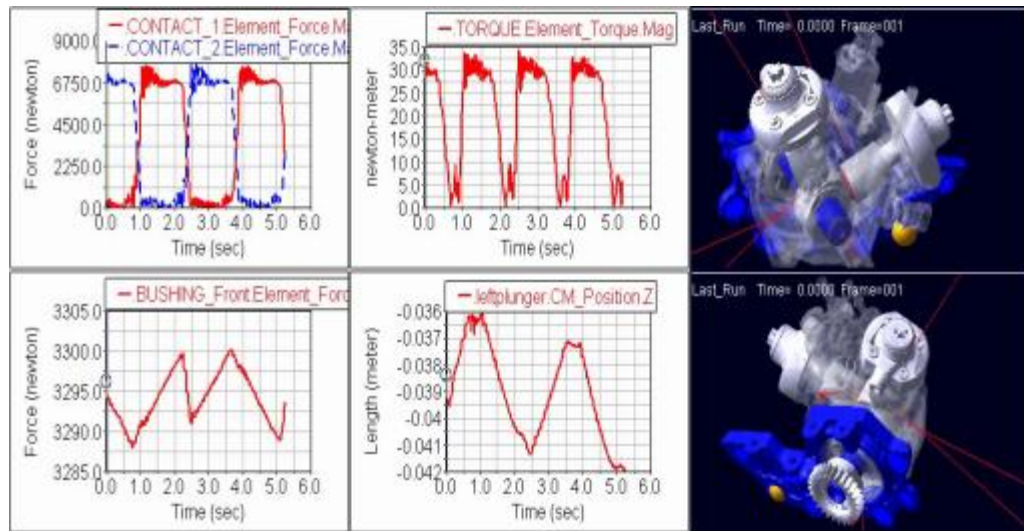 CONTACT_1.Element_Force.M
CONTACT_2.Element_Force.M
9000.0
6750.0
4500.0
2250.0
0.0
Force (newton)
0.0 1.0 2.0 3.0 4.0 5.0 6.0
Time (sec)
TORQUE.Element_Torque.Mag
35.0
30.0
25.0
20.0
15.0
10.0
5.0
0.0
newton-meter
0.0 1.0 2.0 3.0 4.0 5.0 6.0
Time (sec)
Last_Run Time= 0.0000 Frame=001
BUSHING_Front.Element_Forc
3305.0
3300.0
3295.0
3290.0
3285.0
Force (newton)
0.0 1.0 2.0 3.0 4.0 5.0 6.0
Time (sec)
.leftplunger.CM_Position.Z
-0.036
-0.037
-0.038
-0.039
-0.04
-0.041
-0.042
Length (meter)
0.0 1.0 2.0 3.0 4.0 5.0 6.0
Time (sec)
Last_Run Time= 0.0000 Frame=001